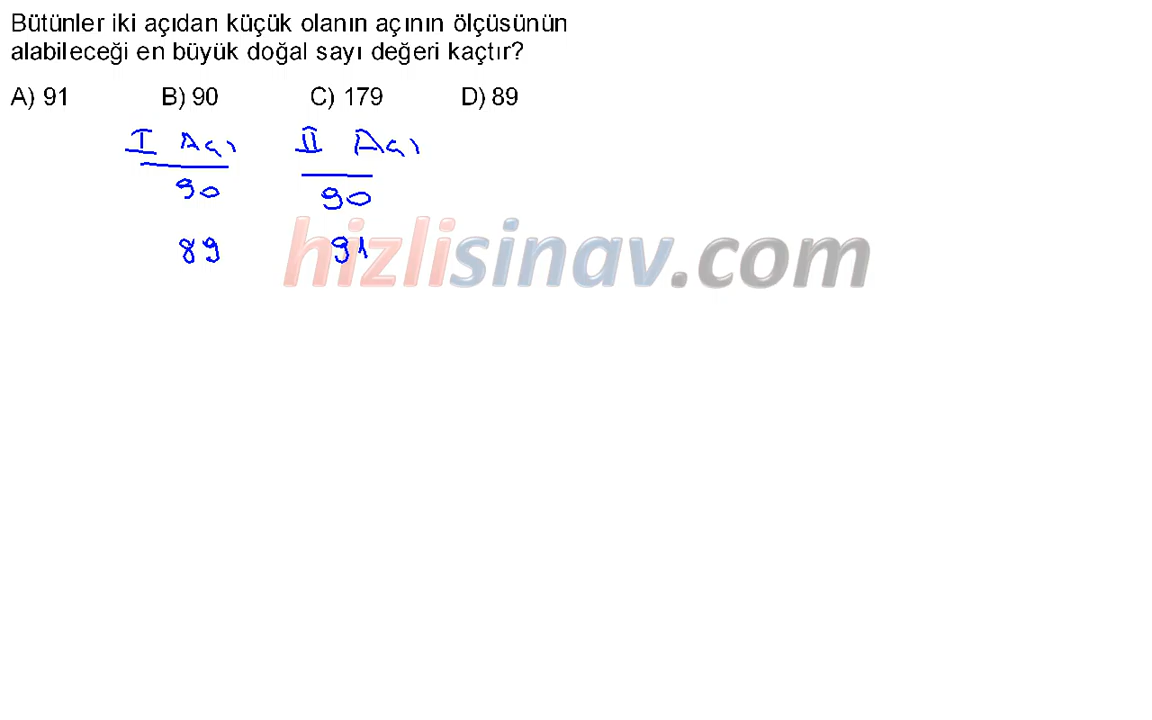 Bütünler iki açıdan küçük olanın açının ölçüsünün
alabileceği en büyük doğal sayı değeri kaçtır?
A) 91 B) 90 C) 179 D) 89
I Açı II Açı
90 90
89 91
hizlisinav.com